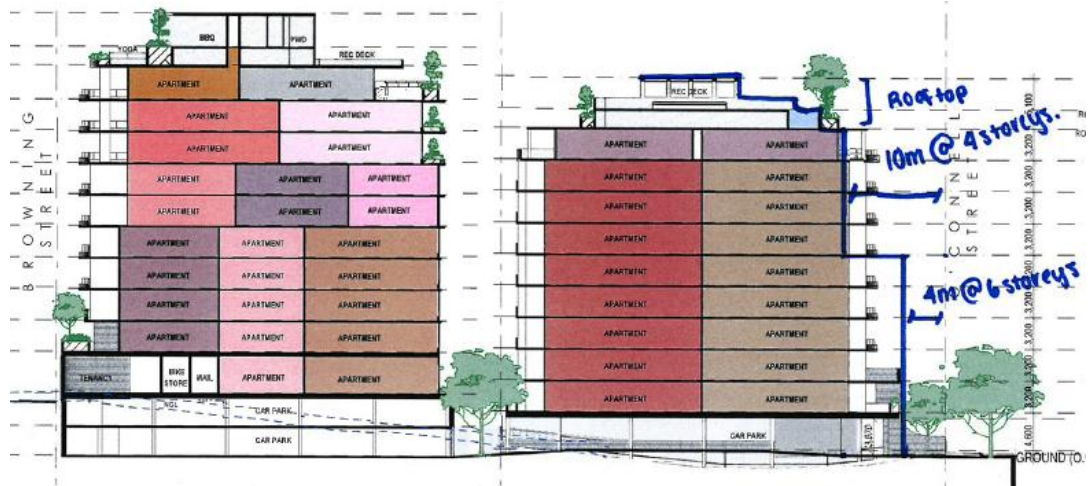 BROWNING
STREET
BBQ PWD
YOGA REC DECK
APARTMENT APARTMENT
APARTMENT APARTMENT
APARTMENT APARTMENT
APARTMENT APARTMENT APARTMENT
APARTMENT APARTMENT APARTMENT
APARTMENT APARTMENT APARTMENT
APARTMENT APARTMENT APARTMENT
APARTMENT APARTMENT APARTMENT
APARTMENT APARTMENT APARTMENT
TENANCY BIKE STORE MAIL APARTMENT APARTMENT
NGL CAR PARK
CAR PARK
REC DECK
APARTMENT APARTMENT
APARTMENT APARTMENT
APARTMENT APARTMENT
APARTMENT APARTMENT
APARTMENT APARTMENT
APARTMENT APARTMENT
APARTMENT APARTMENT
APARTMENT APARTMENT
APARTMENT APARTMENT
CAR PARK
Rooftop
10m @ 4 storeys.
4m @ 6 storeys
CONNELL
STREET
3,200
3,200
3,200
3,200
3,200
3,200
3,200
4,600
GROUND (O.